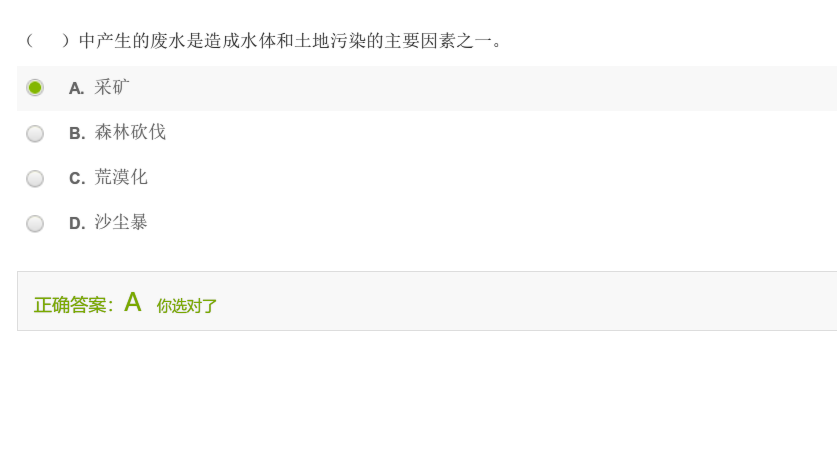 （　）中产生的废水是造成水体和土地污染的主要因素之一。
A. 采矿
B. 森林砍伐
C. 荒漠化
D. 沙尘暴
正确答案: A 你选对了